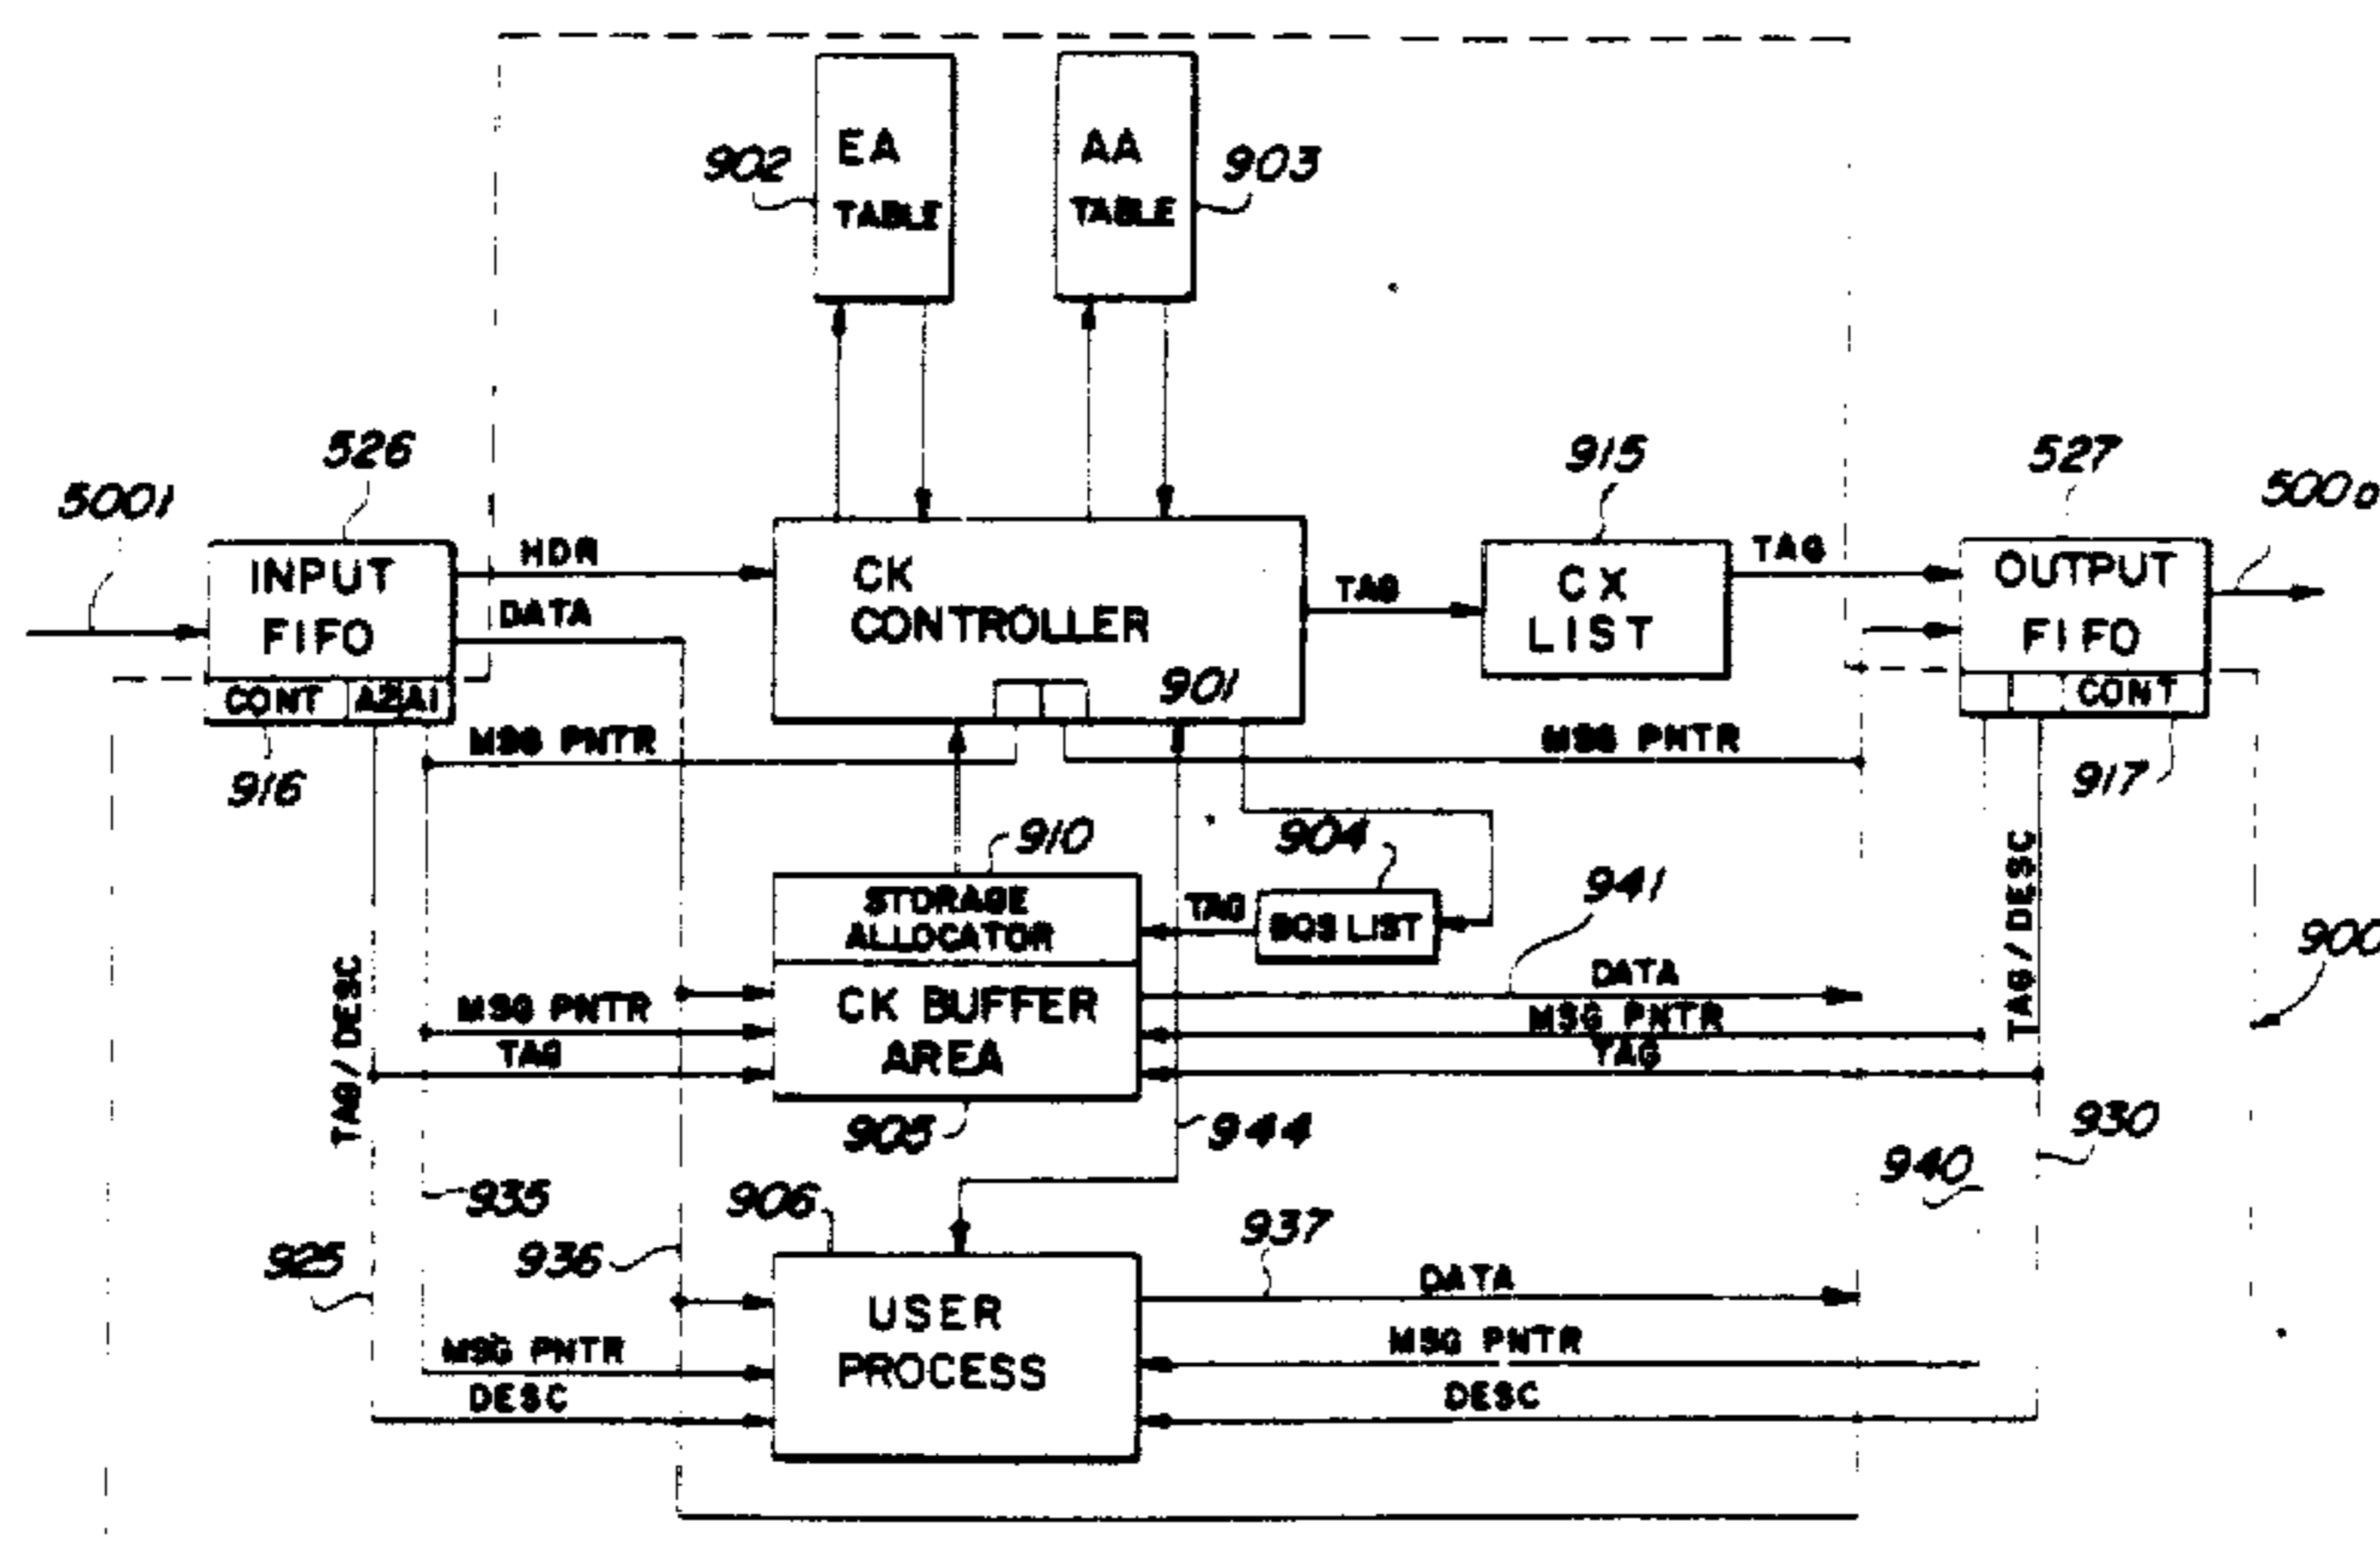 EA
TABLE
902
AA
TABLE
903
5001
526
INPUT
FIFO
CONT
A2 A1
916
HDR
DATA
CK
CONTROLLER
901
TAG
915
CX
LIST
TAG
527
OUTPUT
FIFO
CONT
917
500o
MSG PNTR
MSG PNTR
910
STORAGE
ALLOCATOR
CK BUFFER
AREA
905
TAG
904
BOS LIST
941
DATA
MSG PNTR
TAG
TAG/DESC
900
TAG/DESC
MSG PNTR
TAG
944
930
940
935
925
936
906
USER
PROCESS
937
DATA
MSG PNTR
DESC
MSG PNTR
DESC